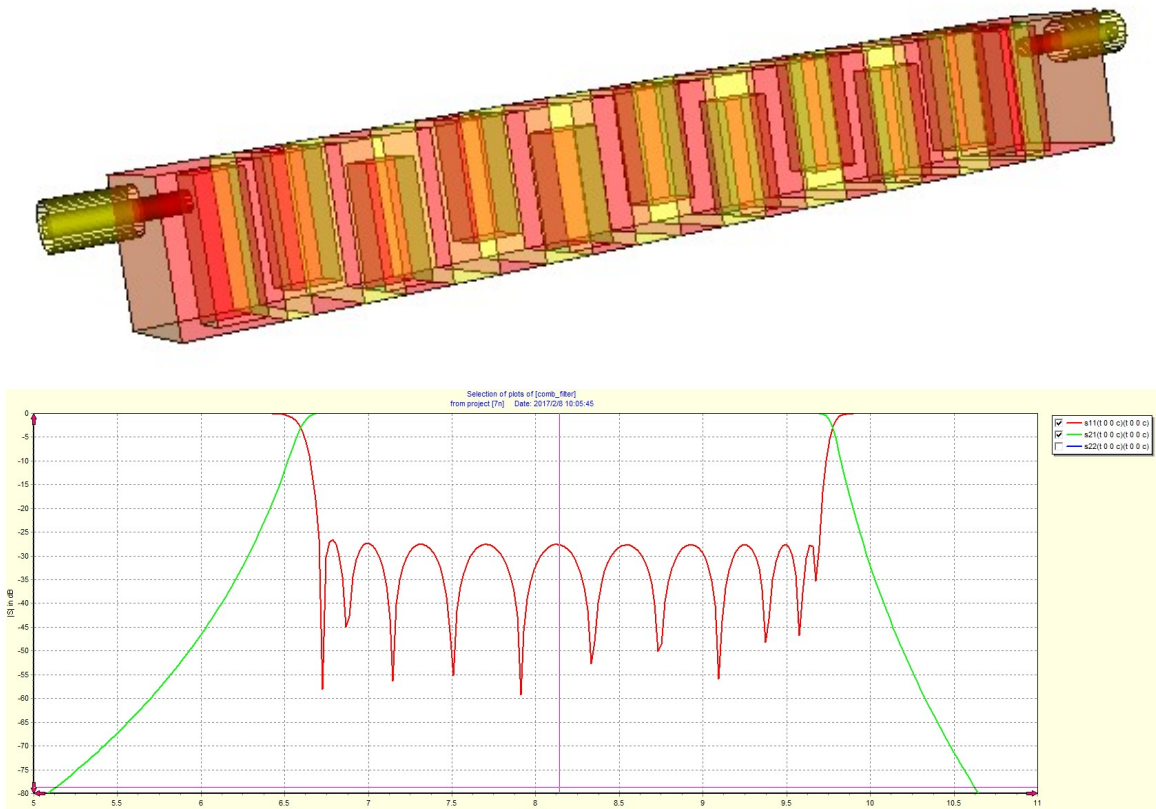 Selection of plots of [comb_filter]
from project [7n] Date: 2017/2/8 10:05:45
s11(t 0 0 c)(t 0 0 c)
s21(t 0 0 c)(t 0 0 c)
s22(t 0 0 c)(t 0 0 c)
|S| in dB
0
-5
-10
-15
-20
-25
-30
-35
-40
-45
-50
-55
-60
-65
-70
-75
-80
5 5.5 6 6.5 7 7.5 8 8.5 9 9.5 10 10.5 11